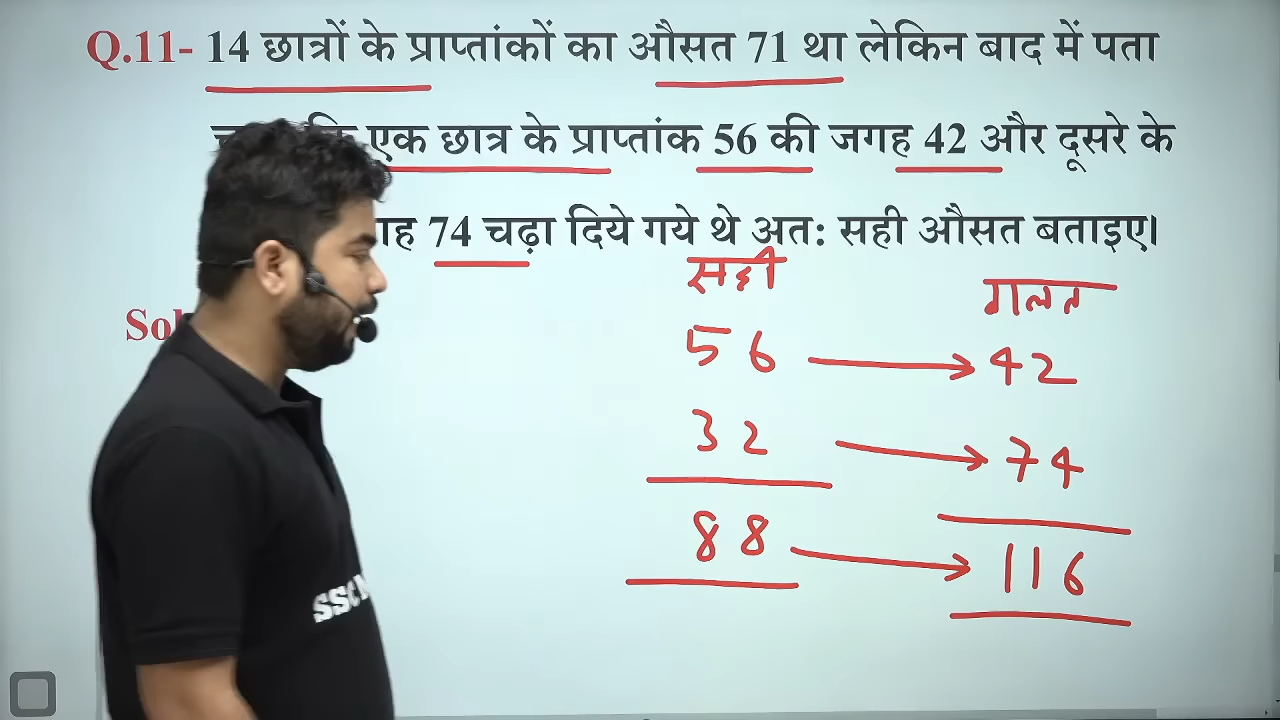 Q.11- 14 छात्रों के प्राप्तांकों का औसत 71 था लेकिन बाद में पता
एक छात्र के प्राप्तांक 56 की जगह 42 और दूसरे के
74 चढ़ा दिये गये थे अत: सही औसत बताइए।
सही गलत
Sol
56 42
32 74
88 116